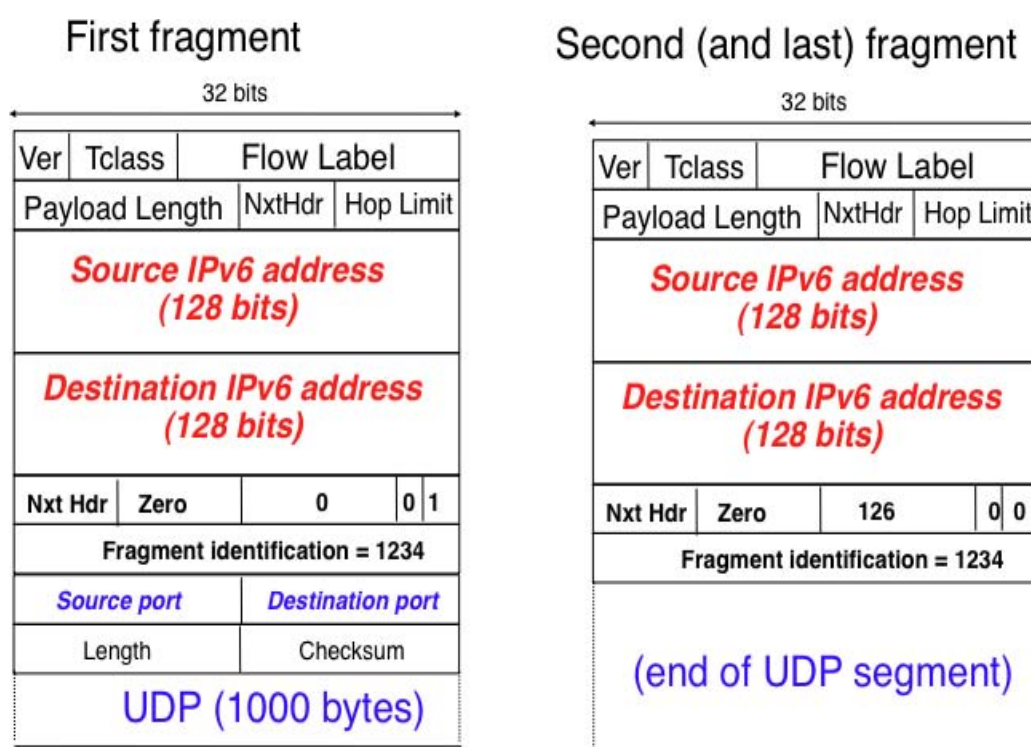 First fragment
32 bits
Ver Tclass Flow Label
Payload Length NxtHdr Hop Limit
Source IPv6 address
(128 bits)
Destination IPv6 address
(128 bits)
Nxt Hdr Zero 0 0 1
Fragment identification = 1234
Source port Destination port
Length Checksum
UDP (1000 bytes)
Second (and last) fragment
32 bits
Ver Tclass Flow Label
Payload Length NxtHdr Hop Limit
Source IPv6 address
(128 bits)
Destination IPv6 address
(128 bits)
Nxt Hdr Zero 126 0 0
Fragment identification = 1234
(end of UDP segment)